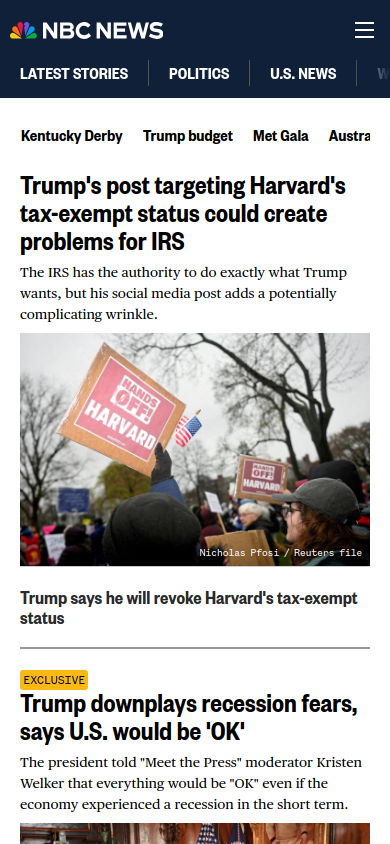 NBC NEWS
LATEST STORIES
POLITICS
U.S. NEWS
Kentucky Derby
Trump budget
Met Gala
Austra
Trump's post targeting Harvard's
tax-exempt status could create
problems for IRS
The IRS has the authority to do exactly what Trump
wants, but his social media post adds a potentially
complicating wrinkle.
HANDS
OFF!
HARVARD
HANDS
OFF!
HARVARD
Nicholas Pfosi / Reuters file
Trump says he will revoke Harvard's tax-exempt
status
EXCLUSIVE
Trump downplays recession fears,
says U.S. would be 'OK'
The president told "Meet the Press" moderator Kristen
Welker that everything would be "OK" even if the
economy experienced a recession in the short term.